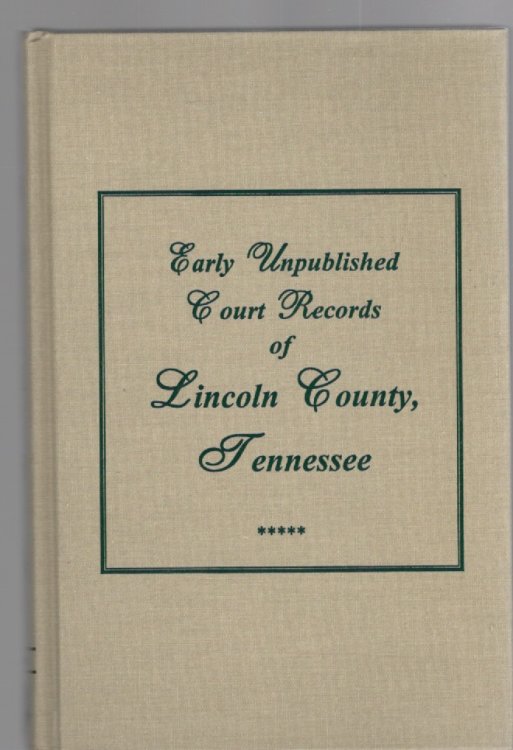 Early Unpublished
Court Records
of
Lincoln County,
Tennessee
*****